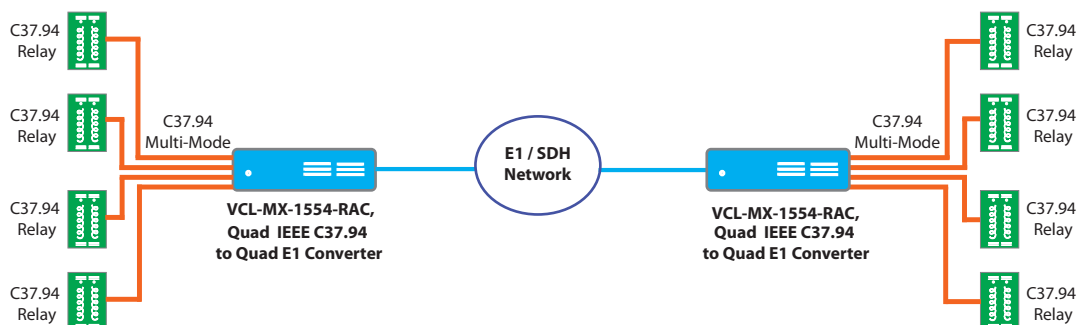 C37.94
Relay
C37.94
Relay
C37.94
Relay
C37.94
Relay
C37.94
Multi-Mode
VCL-MX-1554-RAC,
Quad IEEE C37.94
to Quad E1 Converter
E1 / SDH
Network
C37.94
Multi-Mode
VCL-MX-1554-RAC,
Quad IEEE C37.94
to Quad E1 Converter
C37.94
Relay
C37.94
Relay
C37.94
Relay
C37.94
Relay